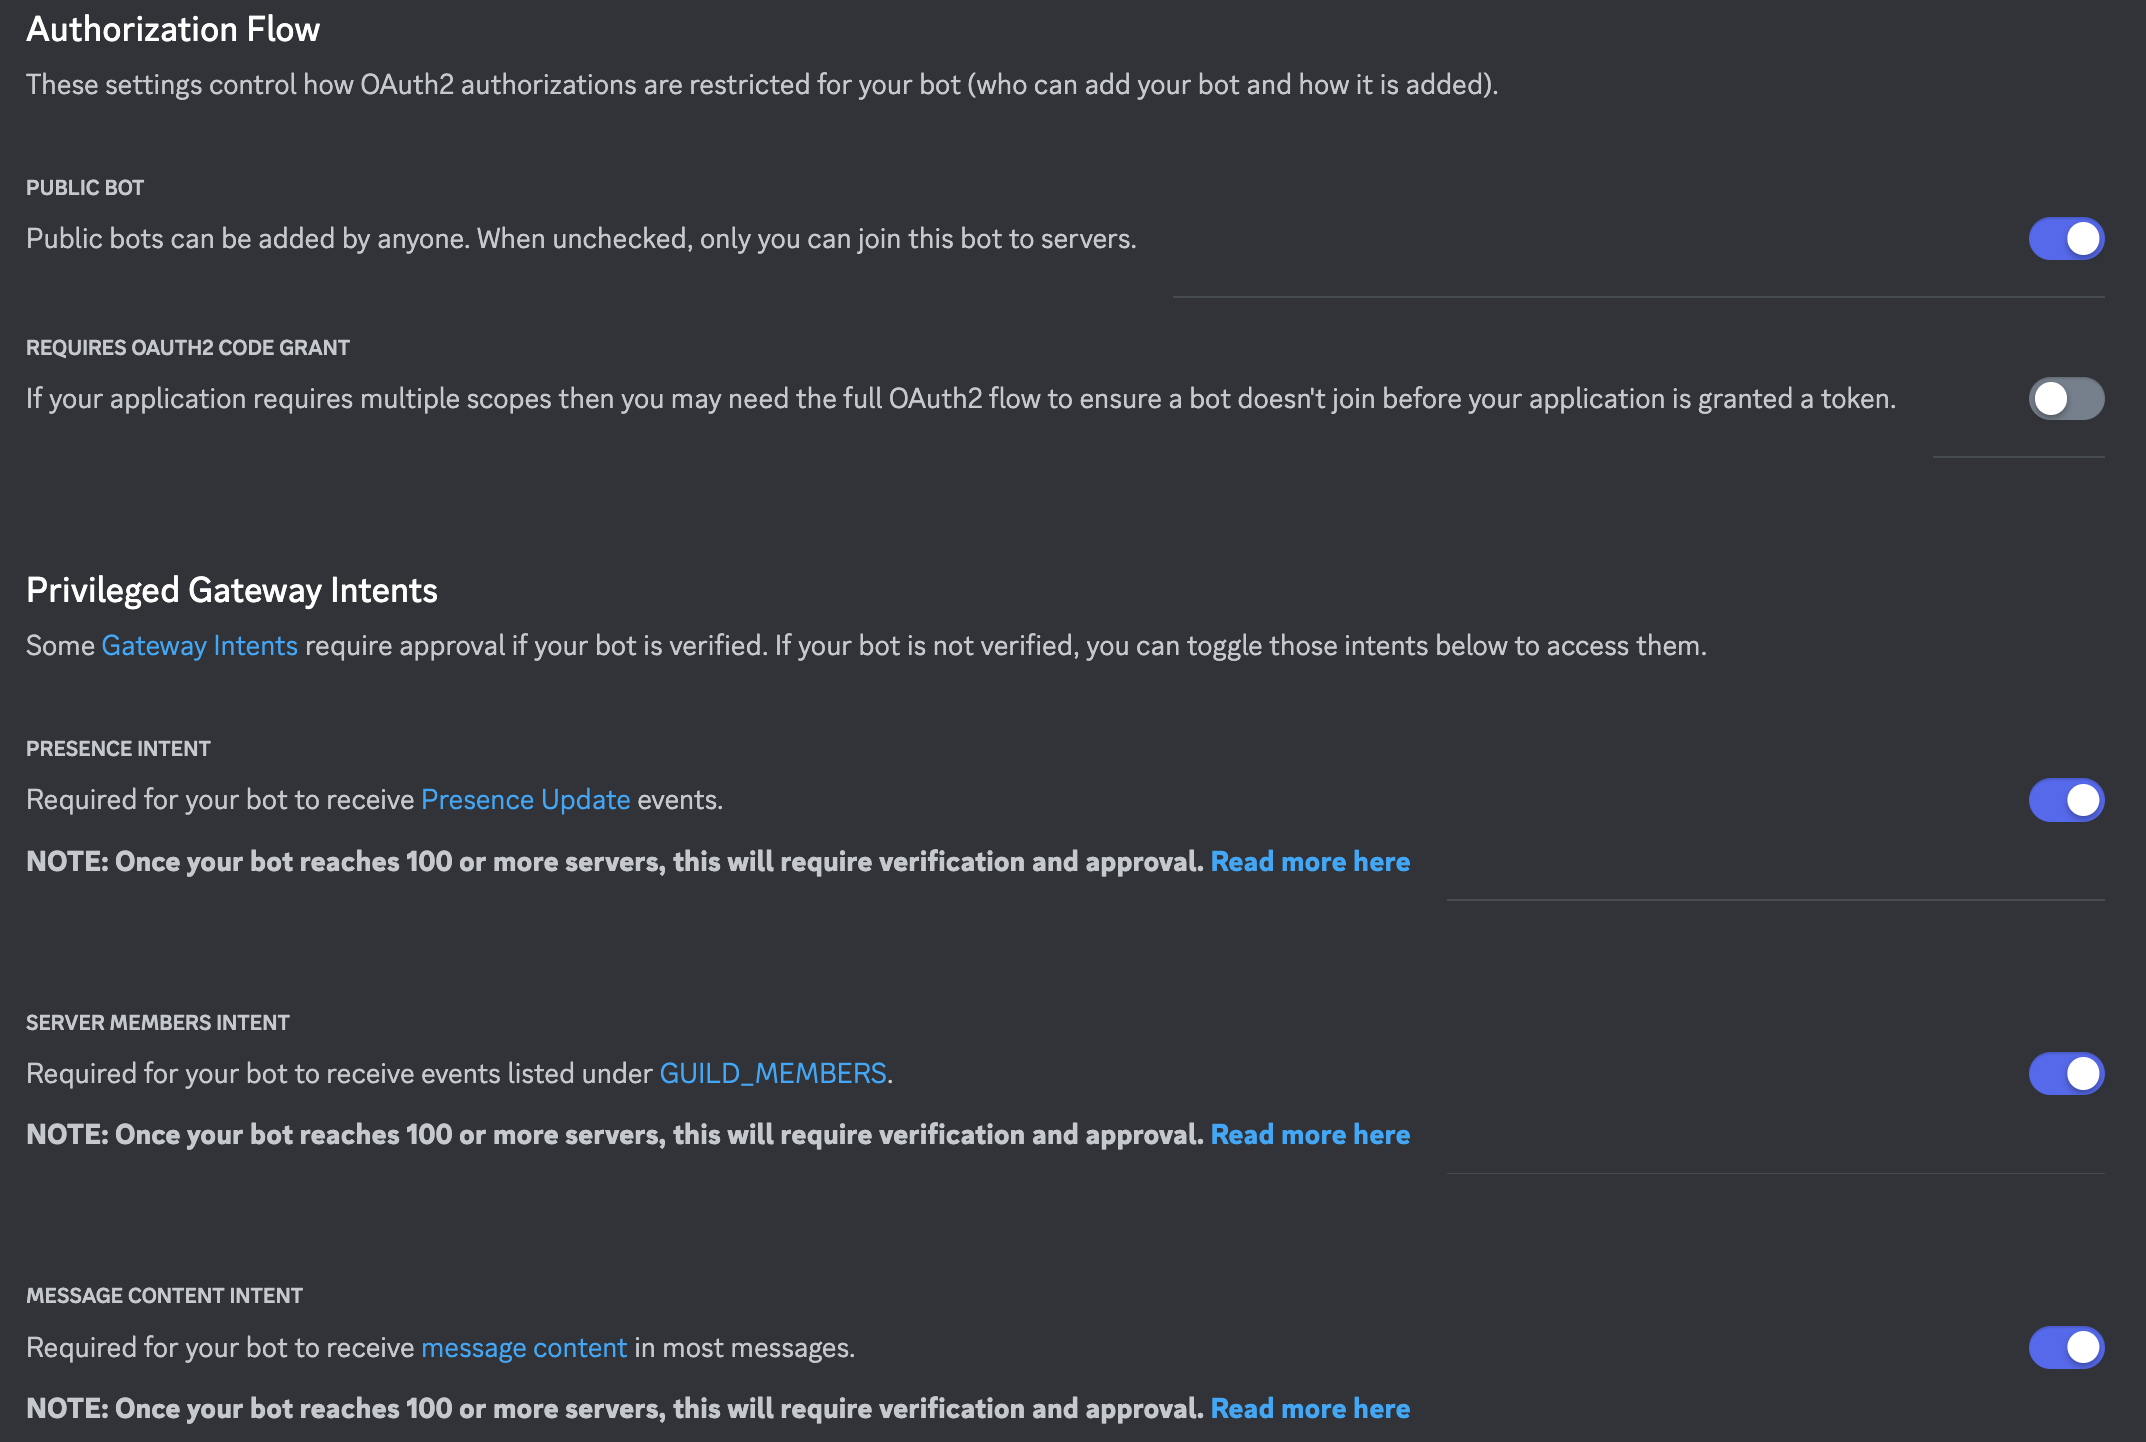 Authorization Flow
These settings control how OAuth2 authorizations are restricted for your bot (who can add your bot and how it is added).
PUBLIC BOT
Public bots can be added by anyone. When unchecked, only you can join this bot to servers.
REQUIRES OAUTH2 CODE GRANT
If your application requires multiple scopes then you may need the full OAuth2 flow to ensure a bot doesn't join before your application is granted a token.
Privileged Gateway Intents
Some Gateway Intents require approval if your bot is verified. If your bot is not verified, you can toggle those intents below to access them.
PRESENCE INTENT
Required for your bot to receive Presence Update events.
NOTE: Once your bot reaches 100 or more servers, this will require verification and approval. Read more here
SERVER MEMBERS INTENT
Required for your bot to receive events listed under GUILD_MEMBERS.
NOTE: Once your bot reaches 100 or more servers, this will require verification and approval. Read more here
MESSAGE CONTENT INTENT
Required for your bot to receive message content in most messages.
NOTE: Once your bot reaches 100 or more servers, this will require verification and approval. Read more here